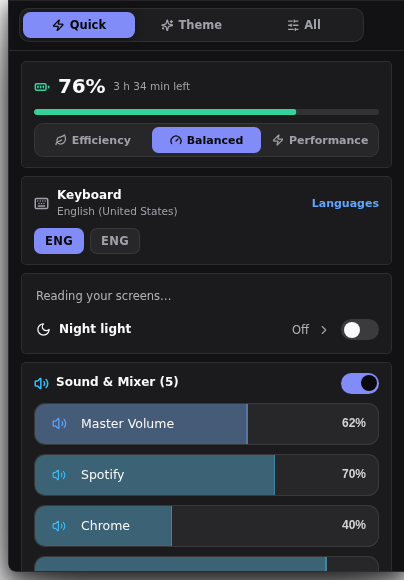 Quick Theme All
76% 3 h 34 min left
Efficiency Balanced Performance
Keyboard
English (United States)
Languages
ENG ENG
Reading your screens...
Night light Off
Sound & Mixer (5)
Master Volume 62%
Spotify 70%
Chrome 40%